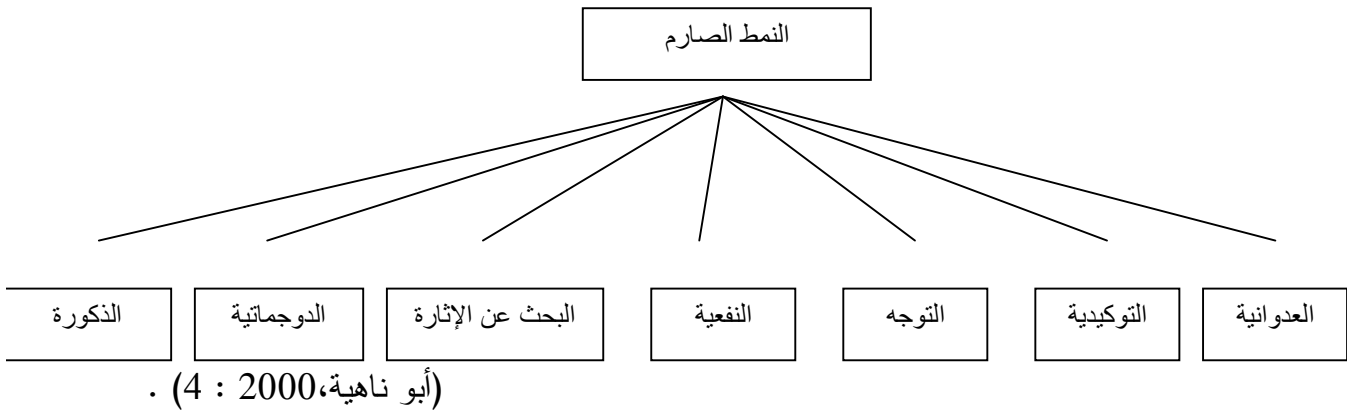 النمط الصارم
العدوانية
التوكيدية
التوجه
النفعية
البحث عن الإثارة
الدوجماتية
الذكورة
(أبو ناهية،2000 : 4) .